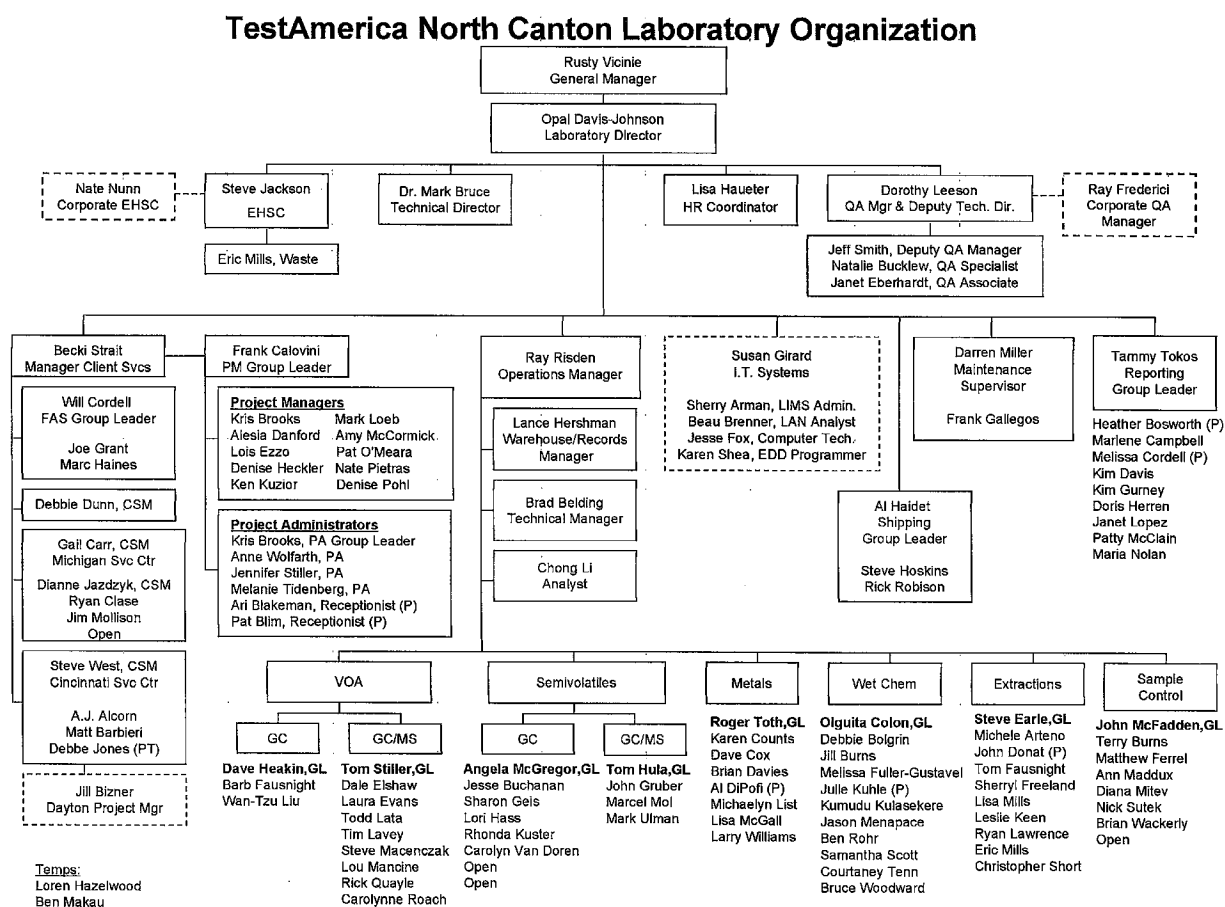 TestAmerica North Canton Laboratory Organization
Rusty Vicinie
General Manager
Opal Davis-Johnson
Laboratory Director
Nate Nunn
Corporate EHSC
Steve Jackson
EHSC
Eric Mills, Waste
Dr. Mark Bruce
Technical Director
Lisa Haueter
HR Coordinator
Dorothy Leeson
QA Mgr & Deputy Tech. Dir.
Ray Frederici
Corporate QA
Manager
Jeff Smith, Deputy QA Manager
Natalie Bucklew, QA Specialist
Janet Eberhardt, QA Associate
Becki Strait
Manager Client Svcs
Will Cordell
FAS Group Leader
Joe Grant
Marc Haines
Debbie Dunn, CSM
Gail Carr, CSM
Michigan Svc Ctr
Dianne Jazdzyk, CSM
Ryan Clase
Jim Mollison
Open
Steve West, CSM
Cincinnati Svc Ctr
A.J. Alcorn
Matt Barbieri
Debbe Jones (PT)
Jill Bizner
Dayton Project Mgr
Temps:
Loren Hazelwood
Ben Makau
Frank Calovini
PM Group Leader
Project Managers
Kris Brooks Mark Loeb
Alesia Danford Amy McCormick
Lois Ezzo Pat O'Meara
Denise Heckler Nate Pietras
Ken Kuzior Denise Pohl
Project Administrators
Kris Brooks, PA Group Leader
Anne Wolfarth, PA
Jennifer Stiller, PA
Melanie Tidenberg, PA
Ari Blakeman, Receptionist (P)
Pat Blim, Receptionist (P)
Ray Risden
Operations Manager
Lance Hershman
Warehouse/Records
Manager
Brad Belding
Technical Manager
Chong Li
Analyst
Susan Girard
I.T. Systems
Sherry Arman, LIMS Admin.
Beau Brenner, LAN Analyst
Jesse Fox, Computer Tech.
Karen Shea, EDD Programmer
Al Haidet
Shipping
Group Leader
Steve Hoskins
Rick Robison
Darren Miller
Maintenance
Supervisor
Frank Gallegos
Tammy Tokos
Reporting
Group Leader
Heather Bosworth (P)
Marlene Campbell
Melissa Cordell (P)
Kim Davis
Kim Gurney
Doris Herren
Janet Lopez
Patty McClain
Maria Nolan
VOA
GC
Dave Heakin,GL
Barb Fausnight
Wan-Tzu Liu
GC/MS
Tom Stiller,GL
Dale Elshaw
Laura Evans
Todd Lata
Tim Lavey
Steve Macenczak
Lou Mancine
Rick Quayle
Carolynne Roach
Semivolatiles
GC
Angela McGregor,GL
Jesse Buchanan
Sharon Geis
Lori Hass
Rhonda Kuster
Carolyn Van Doren
Open
Open
GC/MS
Tom Hula,GL
John Gruber
Marcel Mol
Mark Ulman
Metals
Roger Toth,GL
Karen Counts
Dave Cox
Brian Davies
Al DiPofi (P)
Michaelyn List
Lisa McGall
Larry Williams
Wet Chem
Olguita Colon,GL
Debbie Bolgrin
Jill Burns
Melissa Fuller-Gustavel
Julie Kuhle (P)
Kumudu Kulasekere
Jason Menapace
Ben Rohr
Samantha Scott
Courtaney Tenn
Bruce Woodward
Extractions
Steve Earle,GL
Michele Arteno
John Donat (P)
Tom Fausnight
Sherryl Freeland
Lisa Mills
Leslie Keen
Ryan Lawrence
Eric Mills
Christopher Short
Sample
Control
John McFadden,GL
Terry Burns
Matthew Ferrel
Ann Maddux
Diana Mitev
Nick Sutek
Brian Wackerly
Open